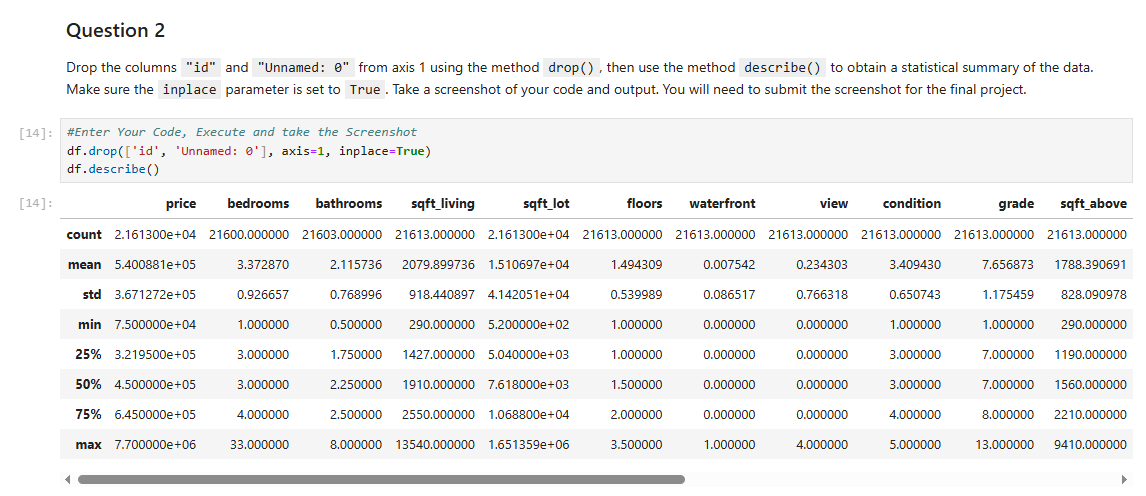 Question 2
Drop the columns "id" and "Unnamed: 0" from axis 1 using the method drop(), then use the method describe() to obtain a statistical summary of the data.
Make sure the inplace parameter is set to True. Take a screenshot of your code and output. You will need to submit the screenshot for the final project.
[14]: #Enter Your Code, Execute and take the Screenshot
df.drop(['id', 'Unnamed: 0'], axis=1, inplace=True)
df.describe()
[14]: price bedrooms bathrooms sqft_living sqft_lot floors waterfront view condition grade sqft_above
count 2.161300e+04 21600.000000 21603.000000 21613.000000 2.161300e+04 21613.000000 21613.000000 21613.000000 21613.000000 21613.000000 21613.000000
mean 5.400881e+05 3.372870 2.115736 2079.899736 1.510697e+04 1.494309 0.007542 0.234303 3.409430 7.656873 1788.390691
std 3.671272e+05 0.926657 0.768996 918.440897 4.142051e+04 0.539989 0.086517 0.766318 0.650743 1.175459 828.090978
min 7.500000e+04 1.000000 0.500000 290.000000 5.200000e+02 1.000000 0.000000 0.000000 1.000000 1.000000 290.000000
25% 3.219500e+05 3.000000 1.750000 1427.000000 5.040000e+03 1.000000 0.000000 0.000000 3.000000 7.000000 1190.000000
50% 4.500000e+05 3.000000 2.250000 1910.000000 7.618000e+03 1.500000 0.000000 0.000000 3.000000 7.000000 1560.000000
75% 6.450000e+05 4.000000 2.500000 2550.000000 1.068800e+04 2.000000 0.000000 0.000000 4.000000 8.000000 2210.000000
max 7.700000e+06 33.000000 8.000000 13540.000000 1.651359e+06 3.500000 1.000000 4.000000 5.000000 13.000000 9410.000000